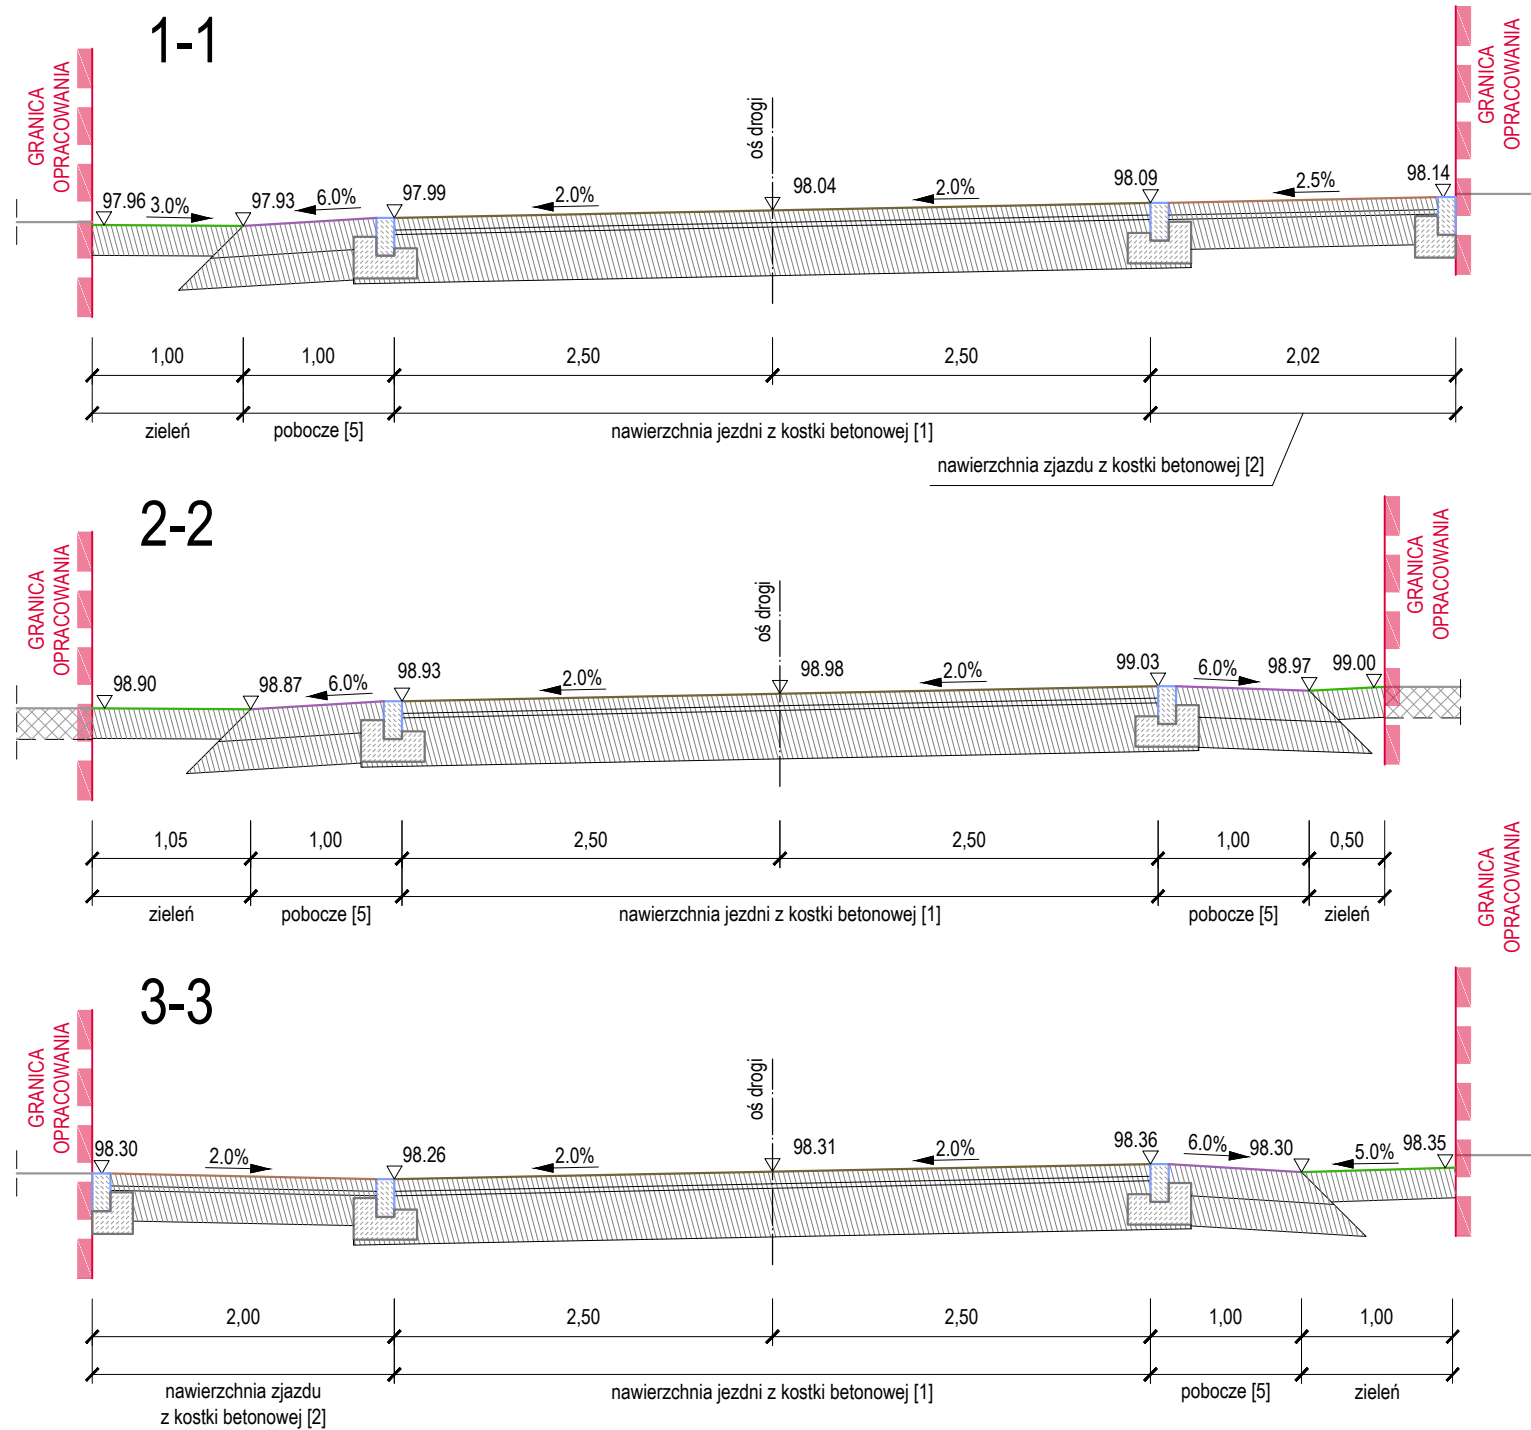 1-1
GRANICA
OPRACOWANIA
GRANICA
OPRACOWANIA
oś drogi
97.96 3.0% 97.93 6.0% 97.99 2.0% 98.04 2.0% 98.09 2.5% 98.14
1,00 1,00 2,50 2,50 2,02
zieleń pobocze [5] nawierzchnia jezdni z kostki betonowej [1]
nawierzchnia zjazdu z kostki betonowej [2]
2-2
GRANICA
OPRACOWANIA
GRANICA
OPRACOWANIA
oś drogi
98.90 98.87 6.0% 98.93 2.0% 98.98 2.0% 99.03 6.0% 98.97 99.00
1,05 1,00 2,50 2,50 1,00 0,50
zieleń pobocze [5] nawierzchnia jezdni z kostki betonowej [1] pobocze [5] zieleń
3-3
GRANICA
OPRACOWANIA
GRANICA
OPRACOWANIA
oś drogi
98.30 2.0% 98.26 2.0% 98.31 2.0% 98.36 6.0% 98.30 5.0% 98.35
2,00 2,50 2,50 1,00 1,00
nawierzchnia zjazdu nawierzchnia jezdni z kostki betonowej [1] pobocze [5] zieleń
z kostki betonowej [2]